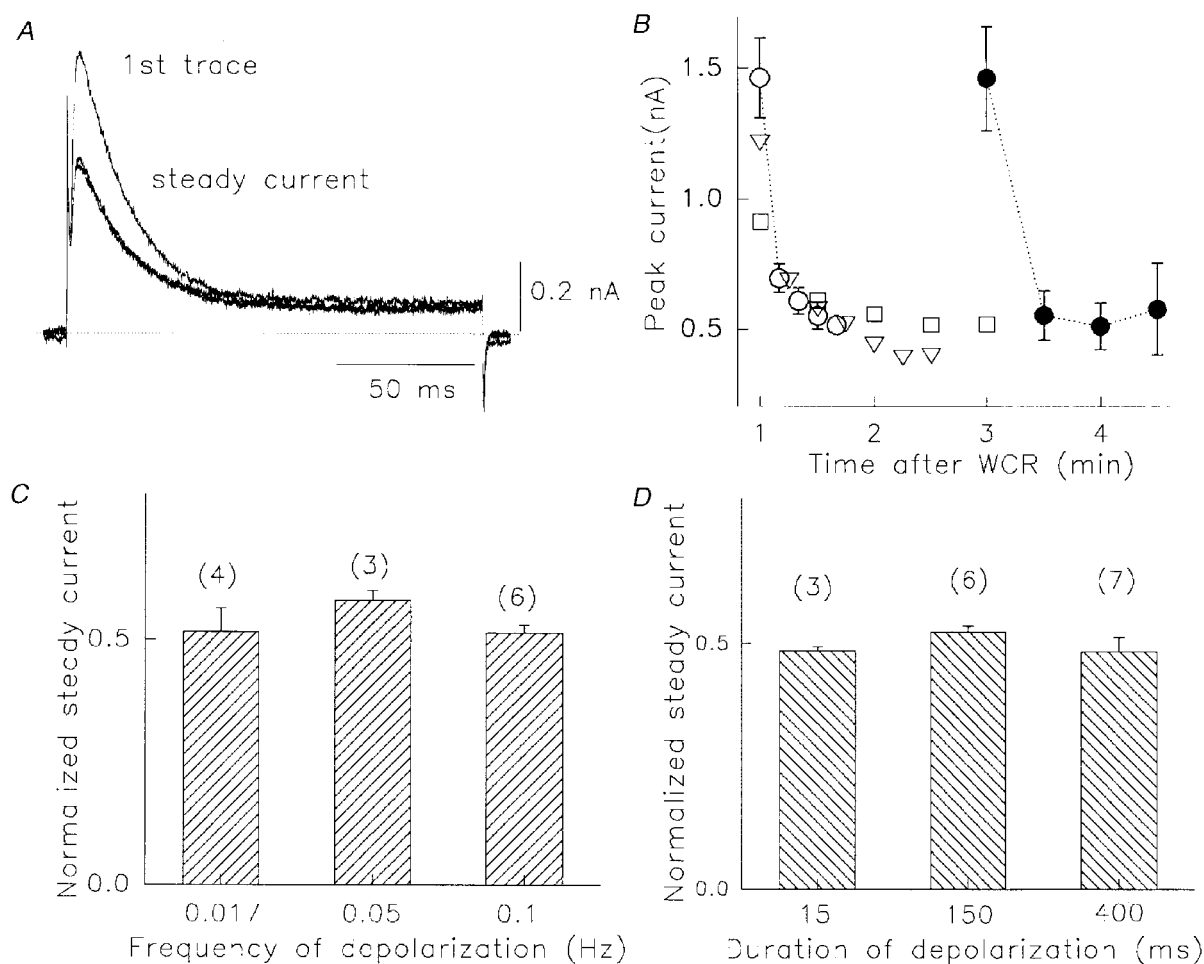 A
1st trace
steady current
0.2 nA
50 ms
B
Peak current(nA)
1.5
1.0
0.5
1 2 3 4
Time after WCR (min)
C
Normalized steady current
0.5
0.0
(4) (3) (6)
0.017 0.05 0.1
Frequency of depolarization (Hz)
D
Normalized steady current
0.5
0.0
(3) (6) (7)
15 150 400
Duration of depolarization (ms)